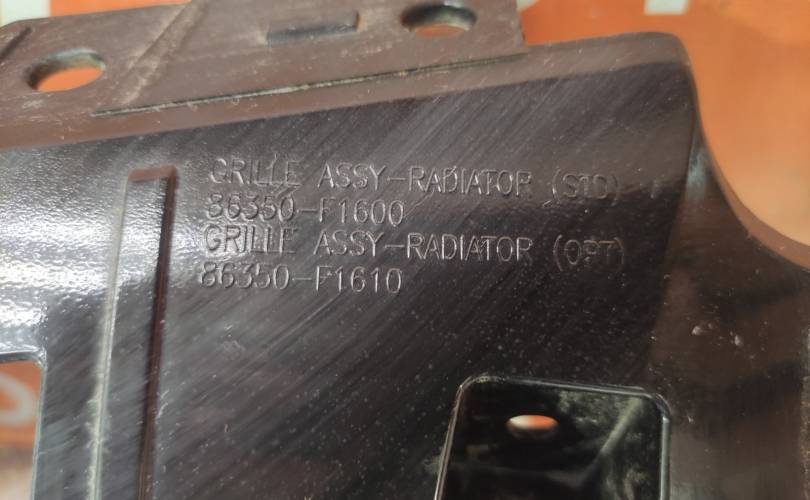 GRILLE ASSY-RADIATOR (STD)
86350-F1600
GRILLE ASSY-RADIATOR (OPT)
86350-F1610